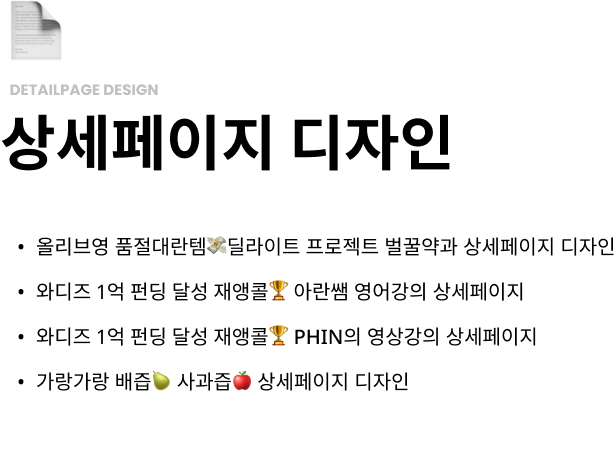 DETAILPAGE DESIGN
상세페이지 디자인
• 올리브영 품절대란템💸딜라이트 프로젝트 벌꿀약과 상세페이지 디자인
• 와디즈 1억 펀딩 달성 재앵콜🏆 아란쌤 영어강의 상세페이지
• 와디즈 1억 펀딩 달성 재앵콜🏆 PHIN의 영상강의 상세페이지
• 가랑가랑 배즙🍐 사과즙🍎 상세페이지 디자인